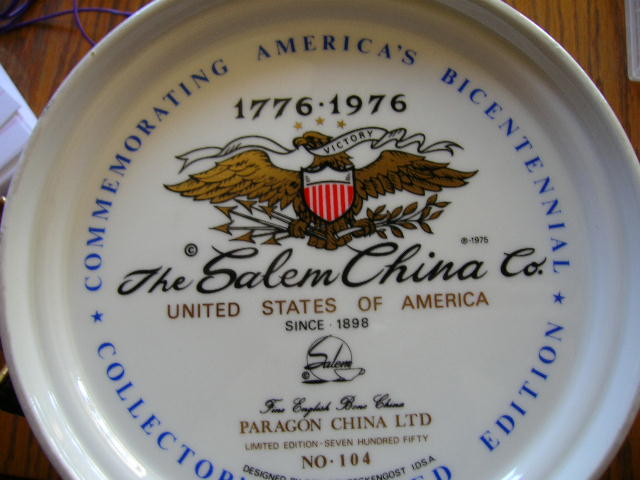 COMMEMORATING AMERICA'S BICENTENNIAL
1776·1976
VICTORY
© ®-1975
The Salem China Co.
UNITED STATES OF AMERICA
SINCE · 1898
Salem
©
Fine English Bone China
PARAGON CHINA LTD
LIMITED EDITION - SEVEN HUNDRED FIFTY
NO · 104
DESIGNED I.D.S.A.
EDITION